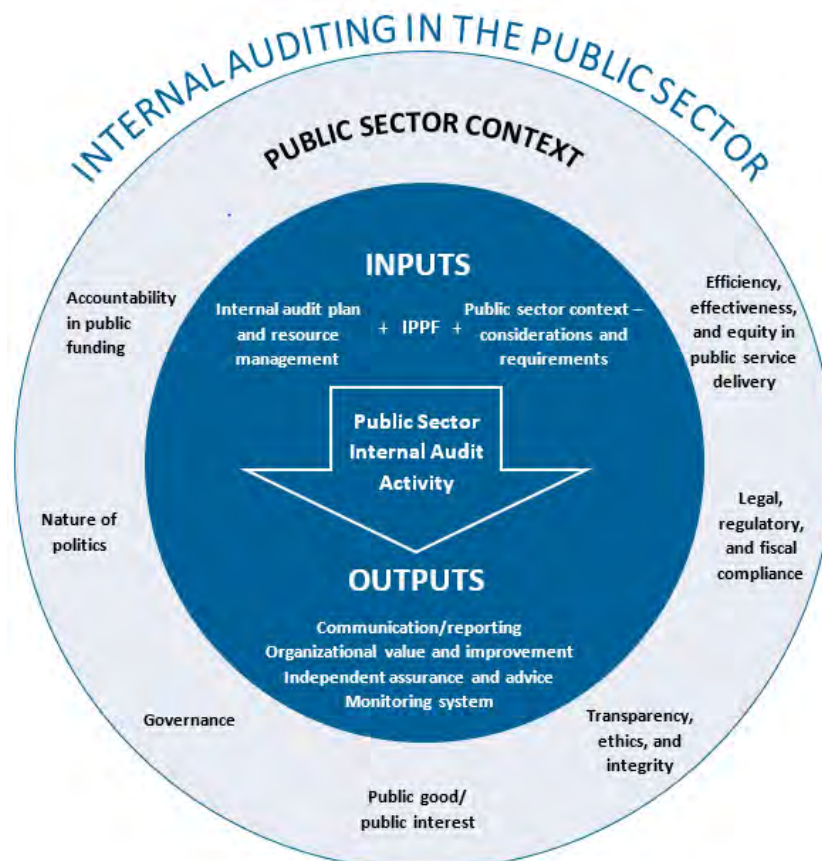 INTERNAL AUDITING IN THE PUBLIC SECTOR
PUBLIC SECTOR CONTEXT
INPUTS
Internal audit plan
and resource
management
+ IPPF +
Public sector context –
considerations and
requirements
Public Sector
Internal Audit
Activity
OUTPUTS
Communication/reporting
Organizational value and improvement
Independent assurance and advice
Monitoring system
Accountability
in public
funding
Nature of
politics
Governance
Public good/
public interest
Transparency,
ethics, and
integrity
Legal,
regulatory,
and fiscal
compliance
Efficiency,
effectiveness,
and equity in
public service
delivery